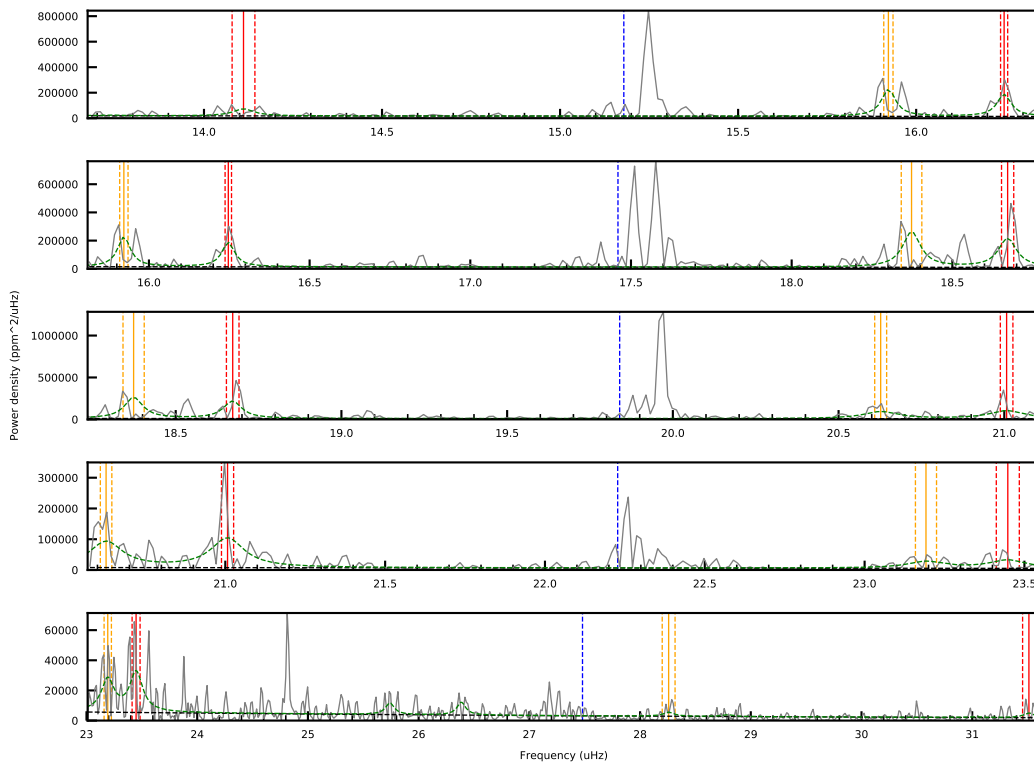 800000
600000
400000
200000
0
14.0 14.5 15.0 15.5 16.0
600000
400000
200000
0
16.0 16.5 17.0 17.5 18.0 18.5
Power density (ppm^2/uHz)
1000000
500000
0
18.5 19.0 19.5 20.0 20.5 21.0
300000
200000
100000
0
21.0 21.5 22.0 22.5 23.0 23.5
60000
40000
20000
0
23 24 25 26 27 28 29 30 31
Frequency (uHz)